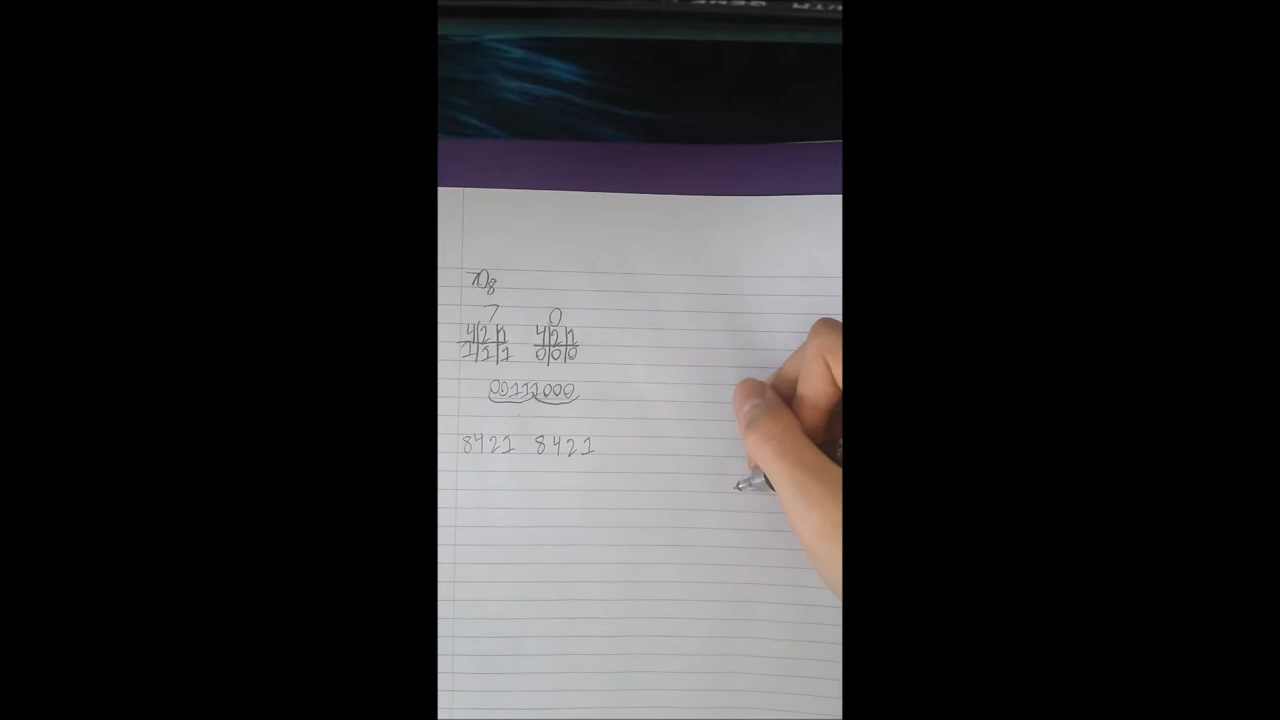 70₈
7 0
4 2 1 4 2 1
1 1 1 0 0 0
00111000
8421 8421